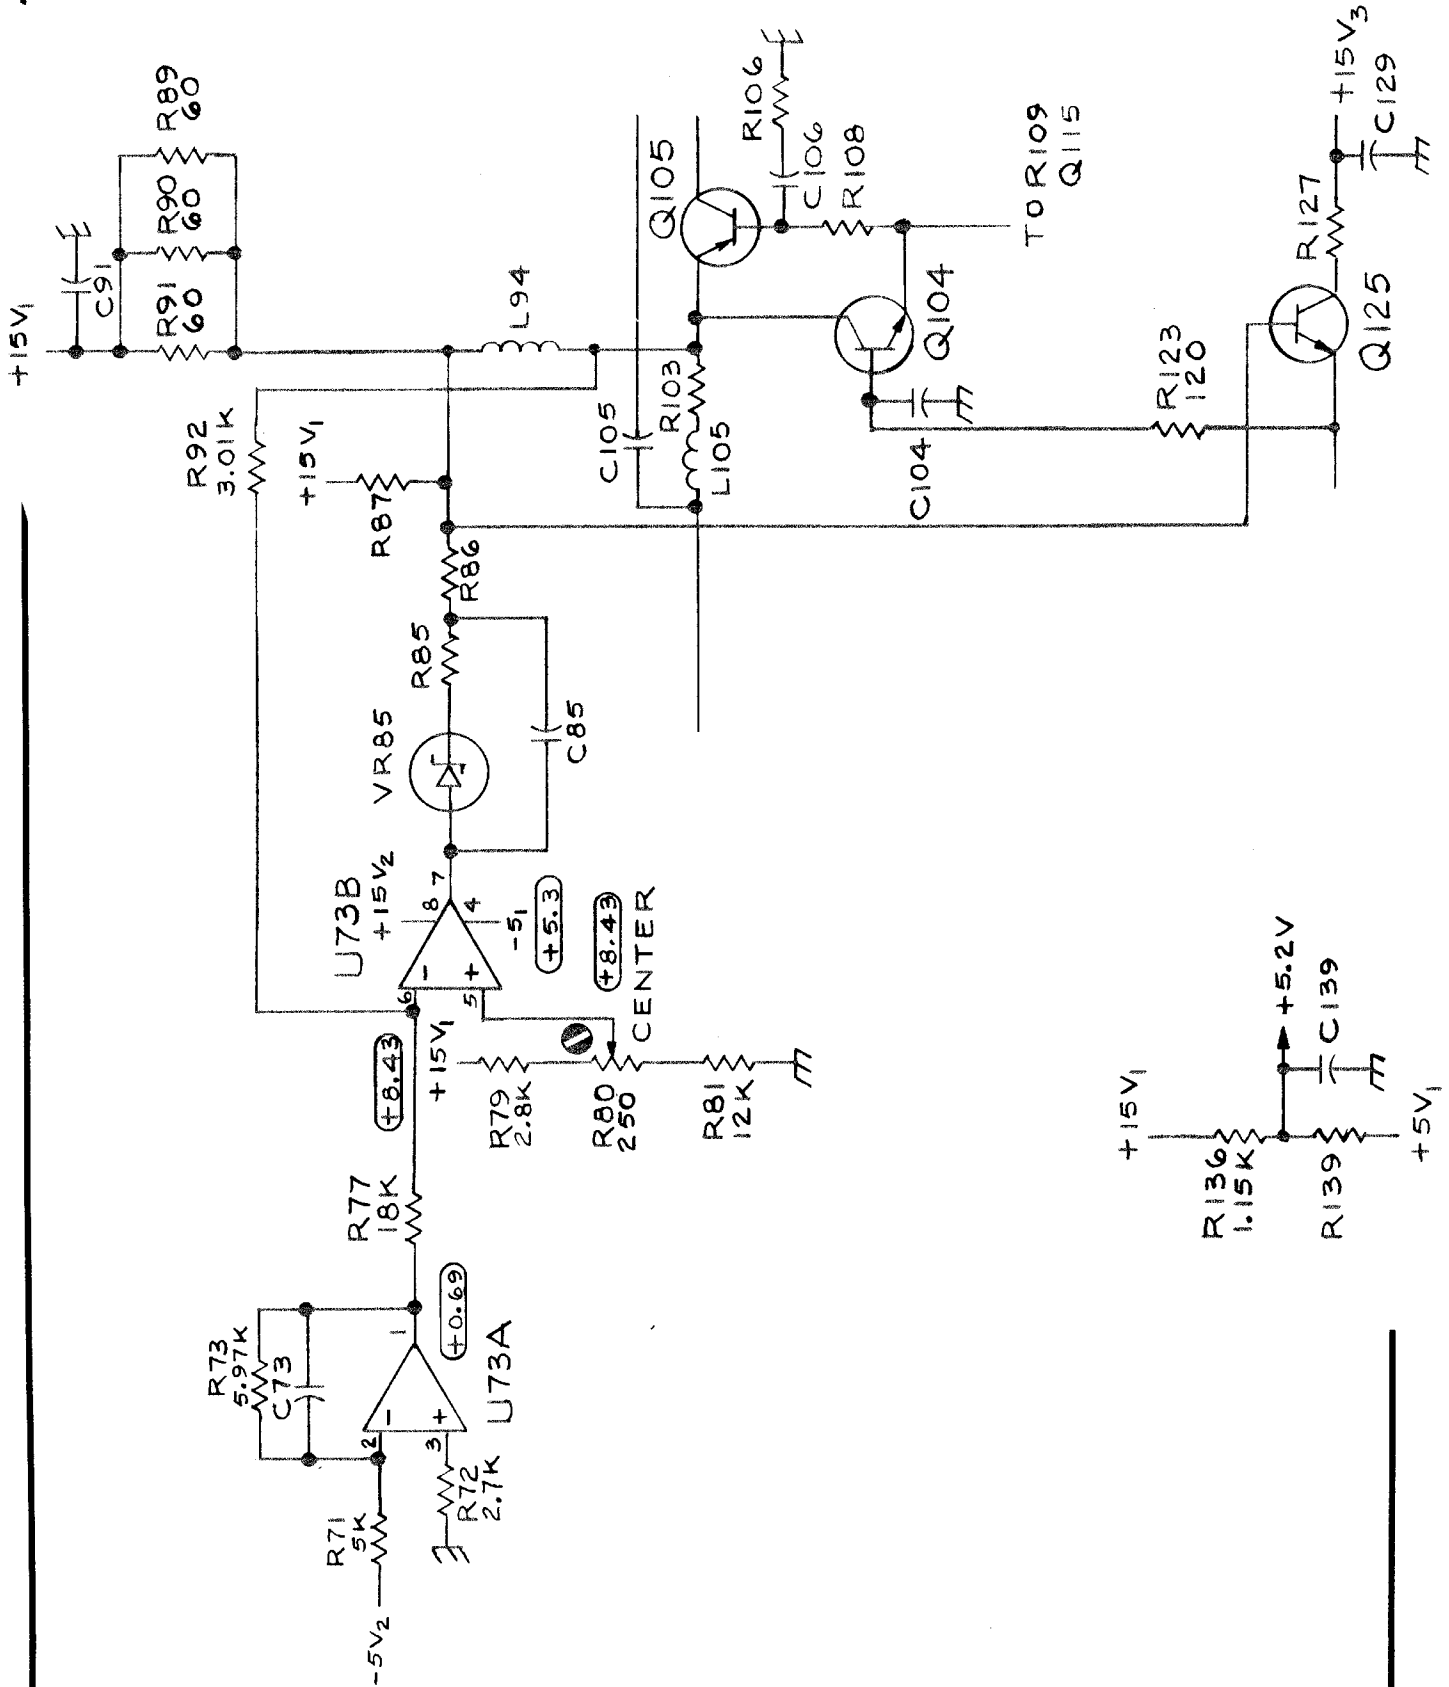 +15V1
C91
R91
60
R90
60
R89
60
R92
3.01K
+15V1
R87
L94
C105
R103
L105
Q105
R106
C106
R108
TO R109
Q115
Q104
C104
R123
120
R127
+15V3
C129
Q125
R86
R85
VR85
C85
U73B
+15V2
8
7
4
-51
+5.3
6
-
5
+
+8.43
CENTER
+8.43
+15V1
R79
2.8K
R80
250
R81
12K
R77
18K
R73
5.97K
C73
1
+0.69
U73A
2
-
3
+
R71
5K
-5V2
R72
2.7K
+15V1
R136
1.15K
+5.2V
C139
R139
+5V1